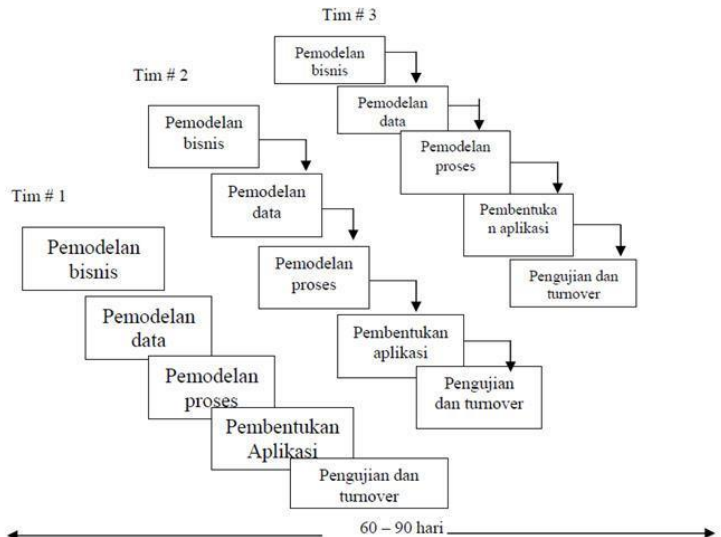 Tim # 3
Pemodelan
bisnis
Pemodelan
data
Pemodelan
proses
Pembentuka
n aplikasi
Pengujian dan
turnover
Tim # 2
Pemodelan
bisnis
Pemodelan
data
Pemodelan
proses
Pembentukan
aplikasi
Pengujian
dan turnover
Tim # 1
Pemodelan
bisnis
Pemodelan
data
Pemodelan
proses
Pembentukan
Aplikasi
Pengujian dan
turnover
60 – 90 hari